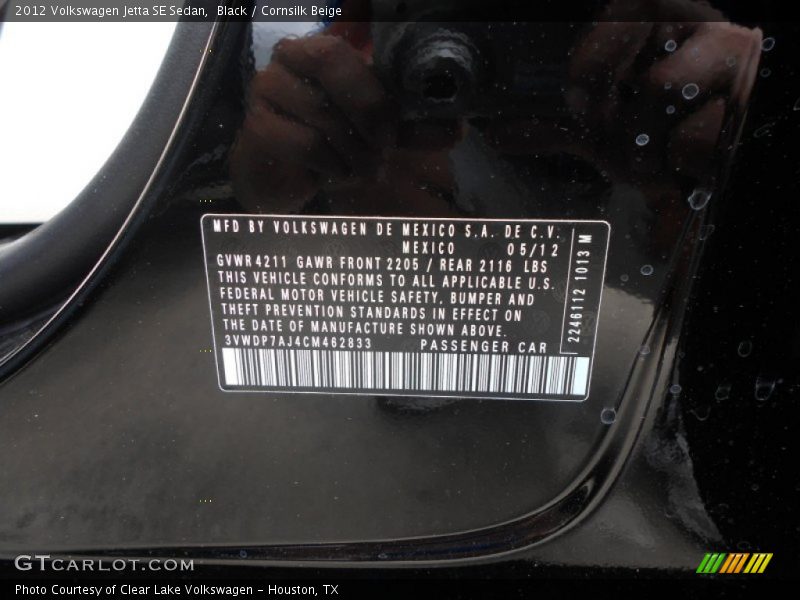 2012 Volkswagen Jetta SE Sedan, Black / Cornsilk Beige
MFD BY VOLKSWAGEN DE MEXICO S.A. DE C.V.
MEXICO 05/12
GVWR 4211 GAWR FRONT 2205 / REAR 2116 LBS
THIS VEHICLE CONFORMS TO ALL APPLICABLE U.S.
FEDERAL MOTOR VEHICLE SAFETY, BUMPER AND
THEFT PREVENTION STANDARDS IN EFFECT ON
THE DATE OF MANUFACTURE SHOWN ABOVE.
3VWDP7AJ4CM462833 PASSENGER CAR
2246112 1013 M
GTCARLOT.COM
Photo Courtesy of Clear Lake Volkswagen - Houston, TX